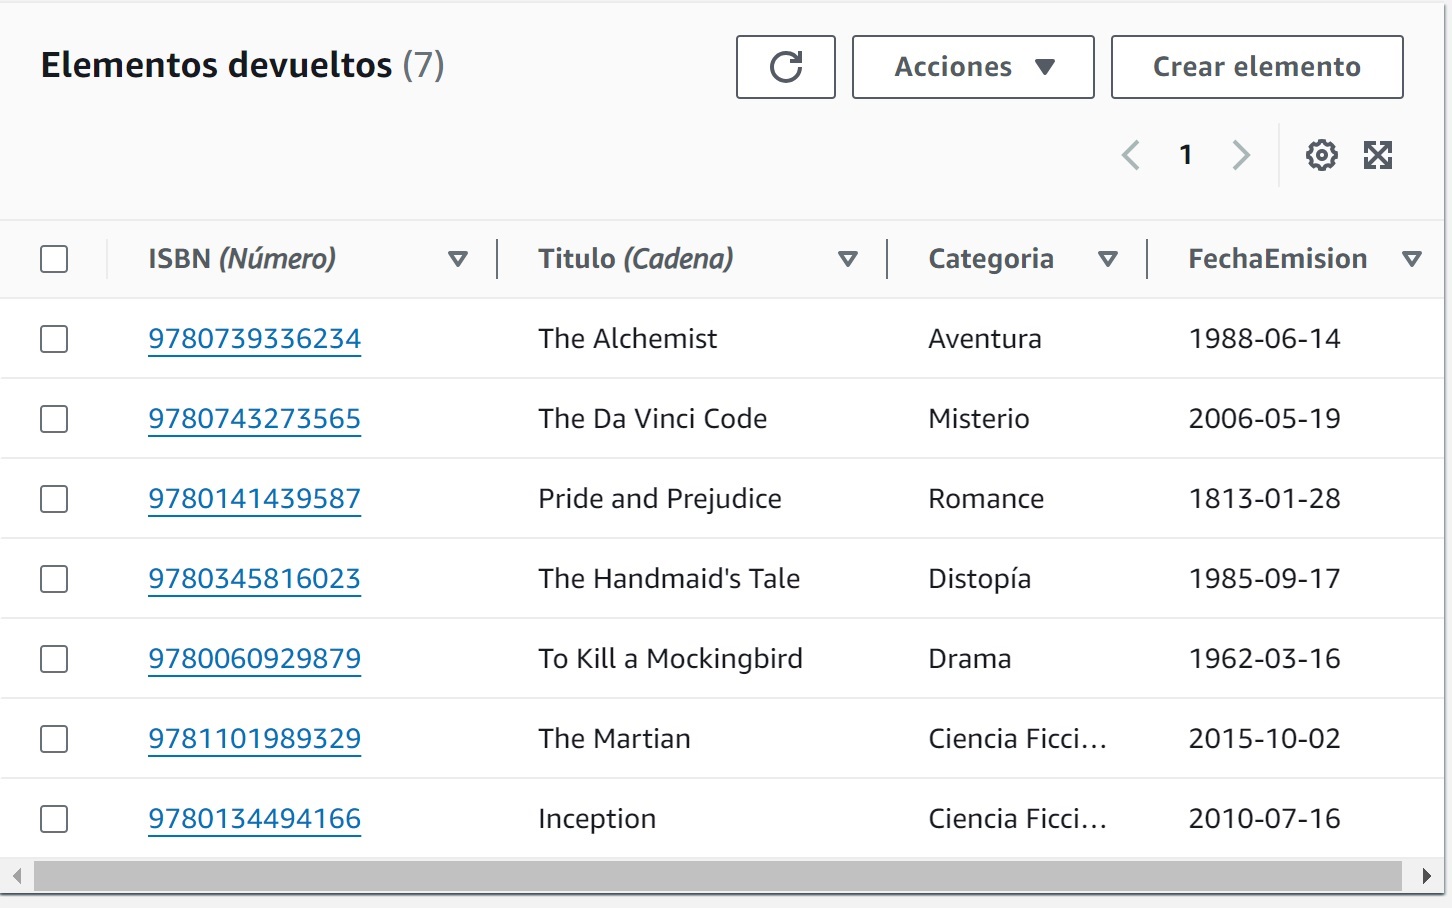 Elementos devueltos (7)
Acciones
Crear elemento
1
ISBN (Número) Titulo (Cadena) Categoria FechaEmision
9780739336234 The Alchemist Aventura 1988-06-14
9780743273565 The Da Vinci Code Misterio 2006-05-19
9780141439587 Pride and Prejudice Romance 1813-01-28
9780345816023 The Handmaid's Tale Distopía 1985-09-17
9780060929879 To Kill a Mockingbird Drama 1962-03-16
9781101989329 The Martian Ciencia Ficci... 2015-10-02
9780134494166 Inception Ciencia Ficci... 2010-07-16